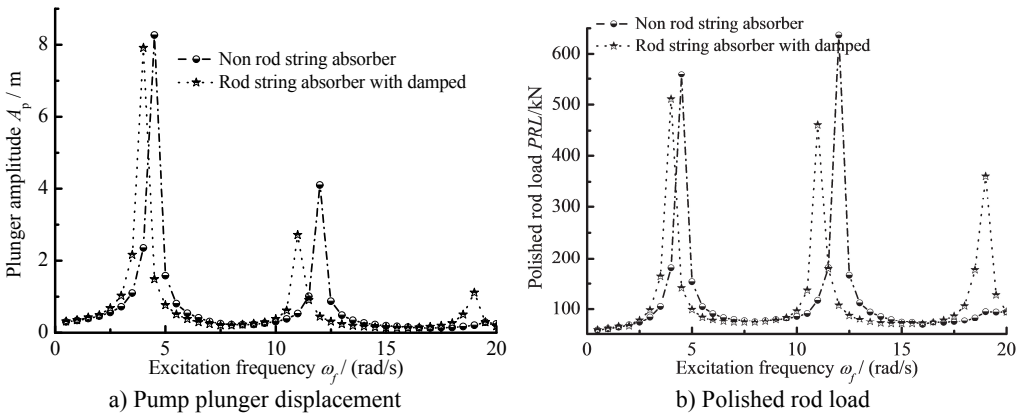 8
6
4
2
0
Plunger amplitude Aₚ / m
Non rod string absorber
Rod string absorber with damped
0 5 10 15 20
Excitation frequency ω_f / (rad/s)
a) Pump plunger displacement
600
500
400
300
200
100
Polished rod load PRL/kN
Non rod string absorber
Rod string absorber with damped
0 5 10 15 20
Excitation frequency ω_f / (rad/s)
b) Polished rod load